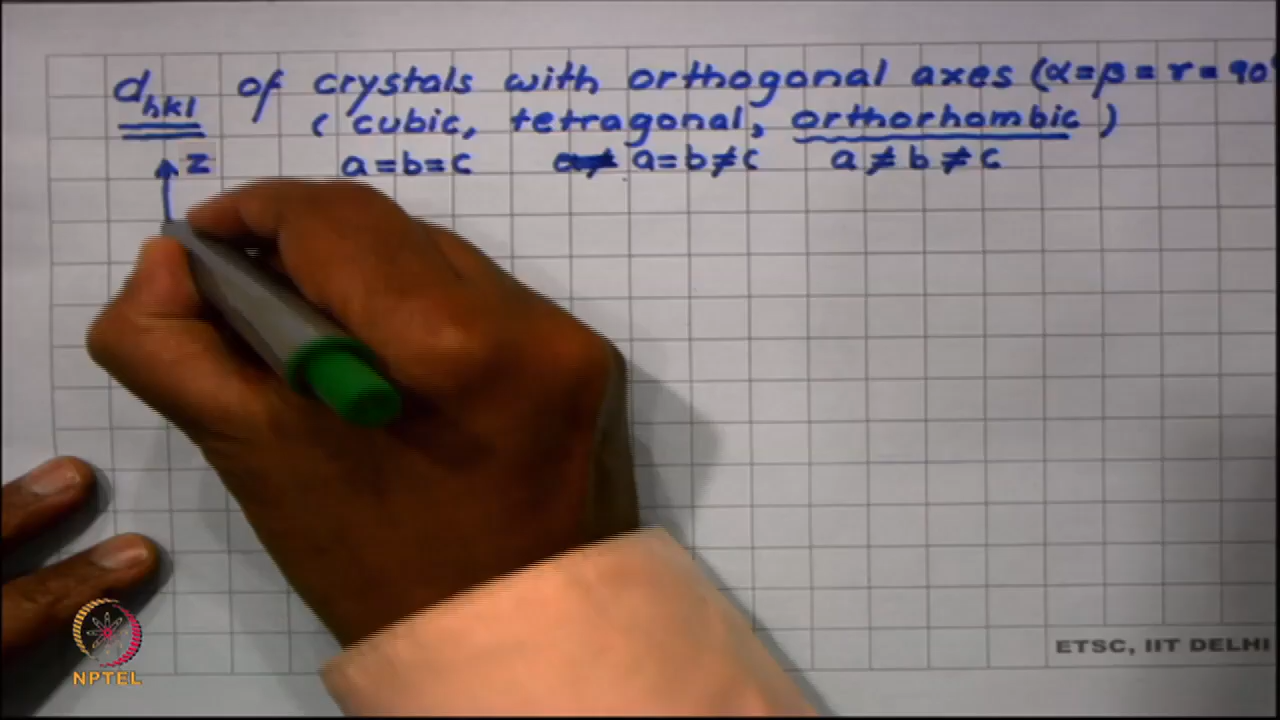 dhkl of crystals with orthogonal axes (α=β=γ=90°
(cubic, tetragonal, orthorhombic)
a=b=c a≠ a=b≠c a≠b≠c
z
NPTEL
ETSC, IIT DELHI